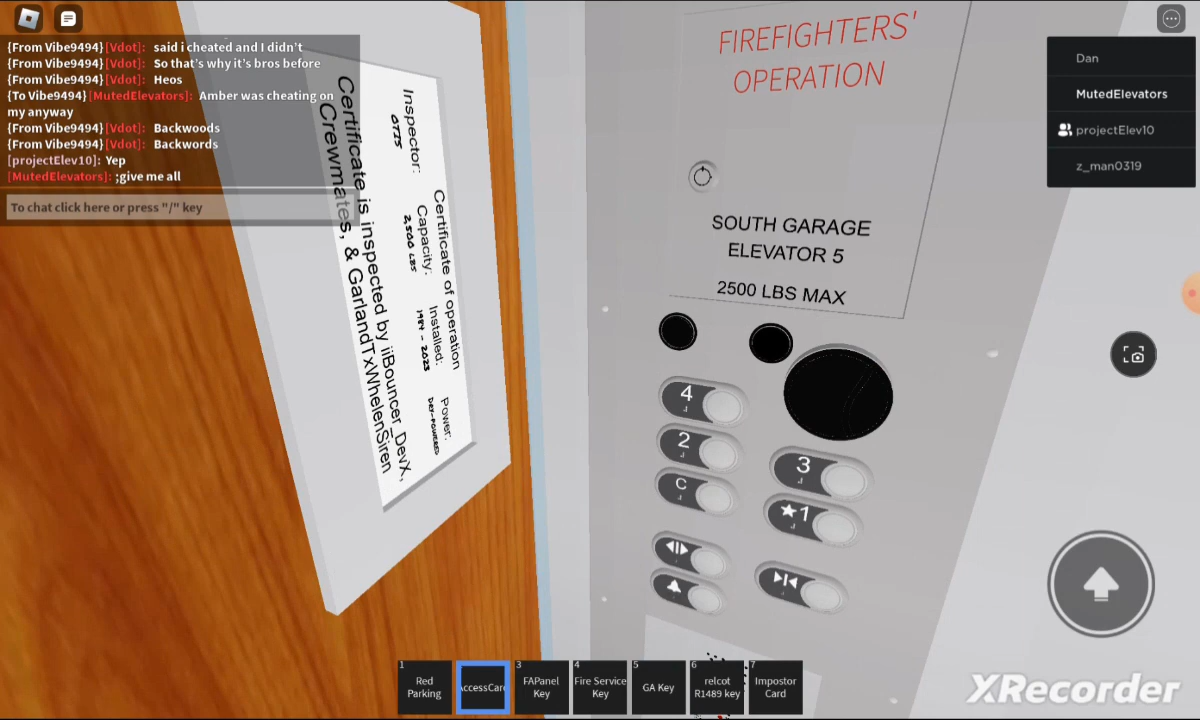 {From Vibe9494} [Vdot]: said i cheated and I didn't
{From Vibe9494} [Vdot]: So that's why it's bros before
{From Vibe9494} [Vdot]: Heos
{To Vibe9494} [MutedElevators]: Amber was cheating on
my anyway
{From Vibe9494} [Vdot]: Backwoods
{From Vibe9494} [Vdot]: Backwords
[projectElev10]: Yep
[MutedElevators]: ;give me all
To chat click here or press "/" key
Certificate of operation
Inspector:
OTIS
Capacity:
2,500 LBS
Installed:
1984 - 2023
Power:
Certificate is inspected by iiBouncer_DevX,
Crewmates, & GarlandTxWhelenSiren
FIREFIGHTERS'
OPERATION
SOUTH GARAGE
ELEVATOR 5
2500 LBS MAX
4
2
3
C
★1
Dan
MutedElevators
projectElev10
z_man0319
1
Red
Parking
AccessCard
3
FAPanel
Key
4
Fire Service
Key
5
GA Key
6
relcot
R1489 key
7
Impostor
Card
XRecorder